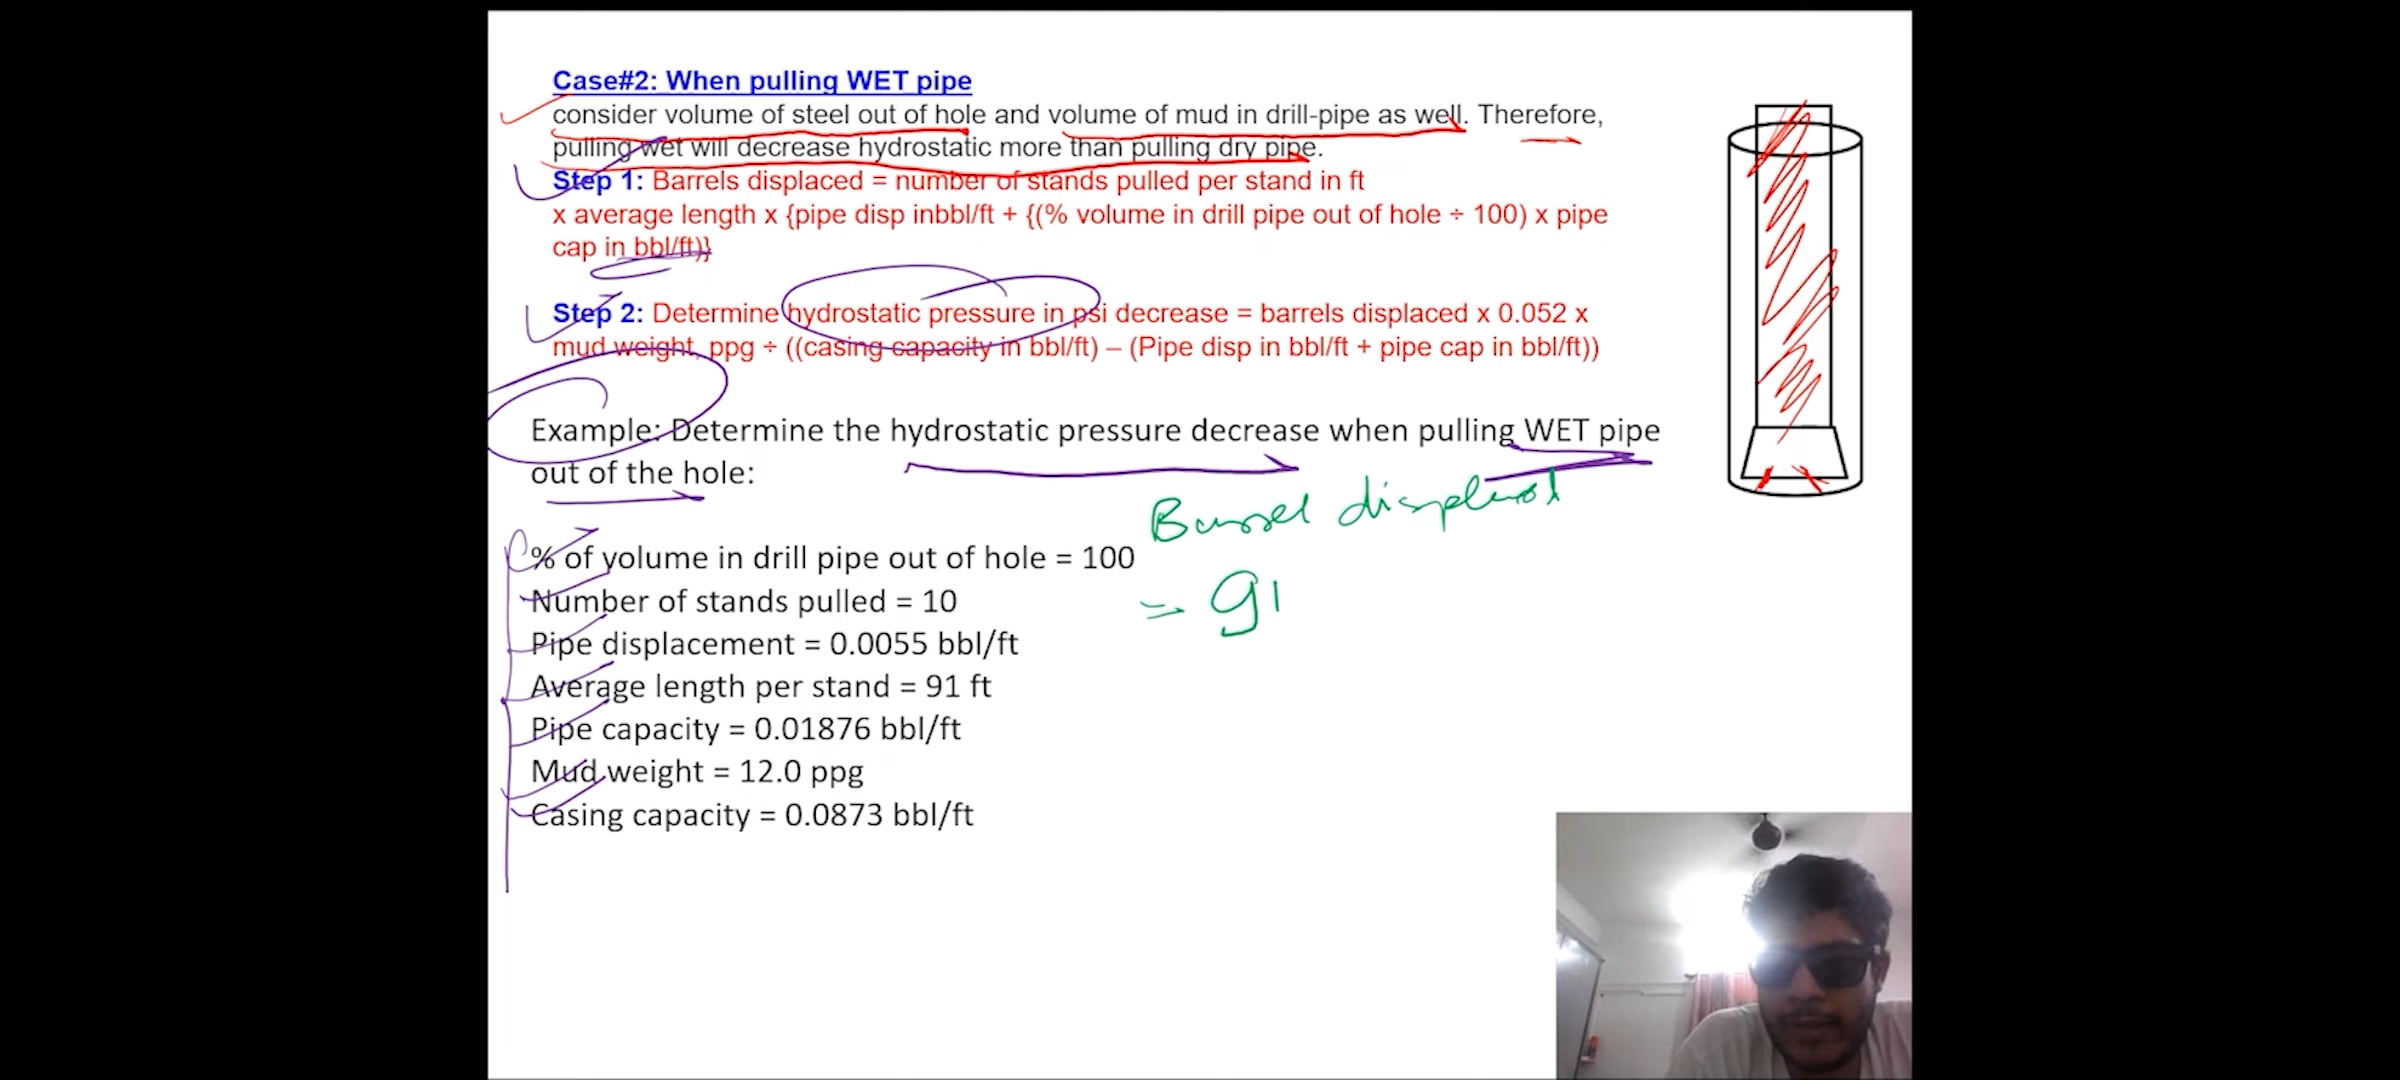 Case#2: When pulling WET pipe
consider volume of steel out of hole and volume of mud in drill-pipe as well. Therefore,
pulling wet will decrease hydrostatic more than pulling dry pipe.
Step 1: Barrels displaced = number of stands pulled per stand in ft
x average length x {pipe disp inbbl/ft + {(% volume in drill pipe out of hole ÷ 100) x pipe
cap in bbl/ft)}
Step 2: Determine hydrostatic pressure in psi decrease = barrels displaced x 0.052 x
mud weight, ppg ÷ ((casing capacity in bbl/ft) – (Pipe disp in bbl/ft + pipe cap in bbl/ft))
Example: Determine the hydrostatic pressure decrease when pulling WET pipe
out of the hole:
Barrel displaced
% of volume in drill pipe out of hole = 100
= 91
Number of stands pulled = 10
Pipe displacement = 0.0055 bbl/ft
Average length per stand = 91 ft
Pipe capacity = 0.01876 bbl/ft
Mud weight = 12.0 ppg
Casing capacity = 0.0873 bbl/ft